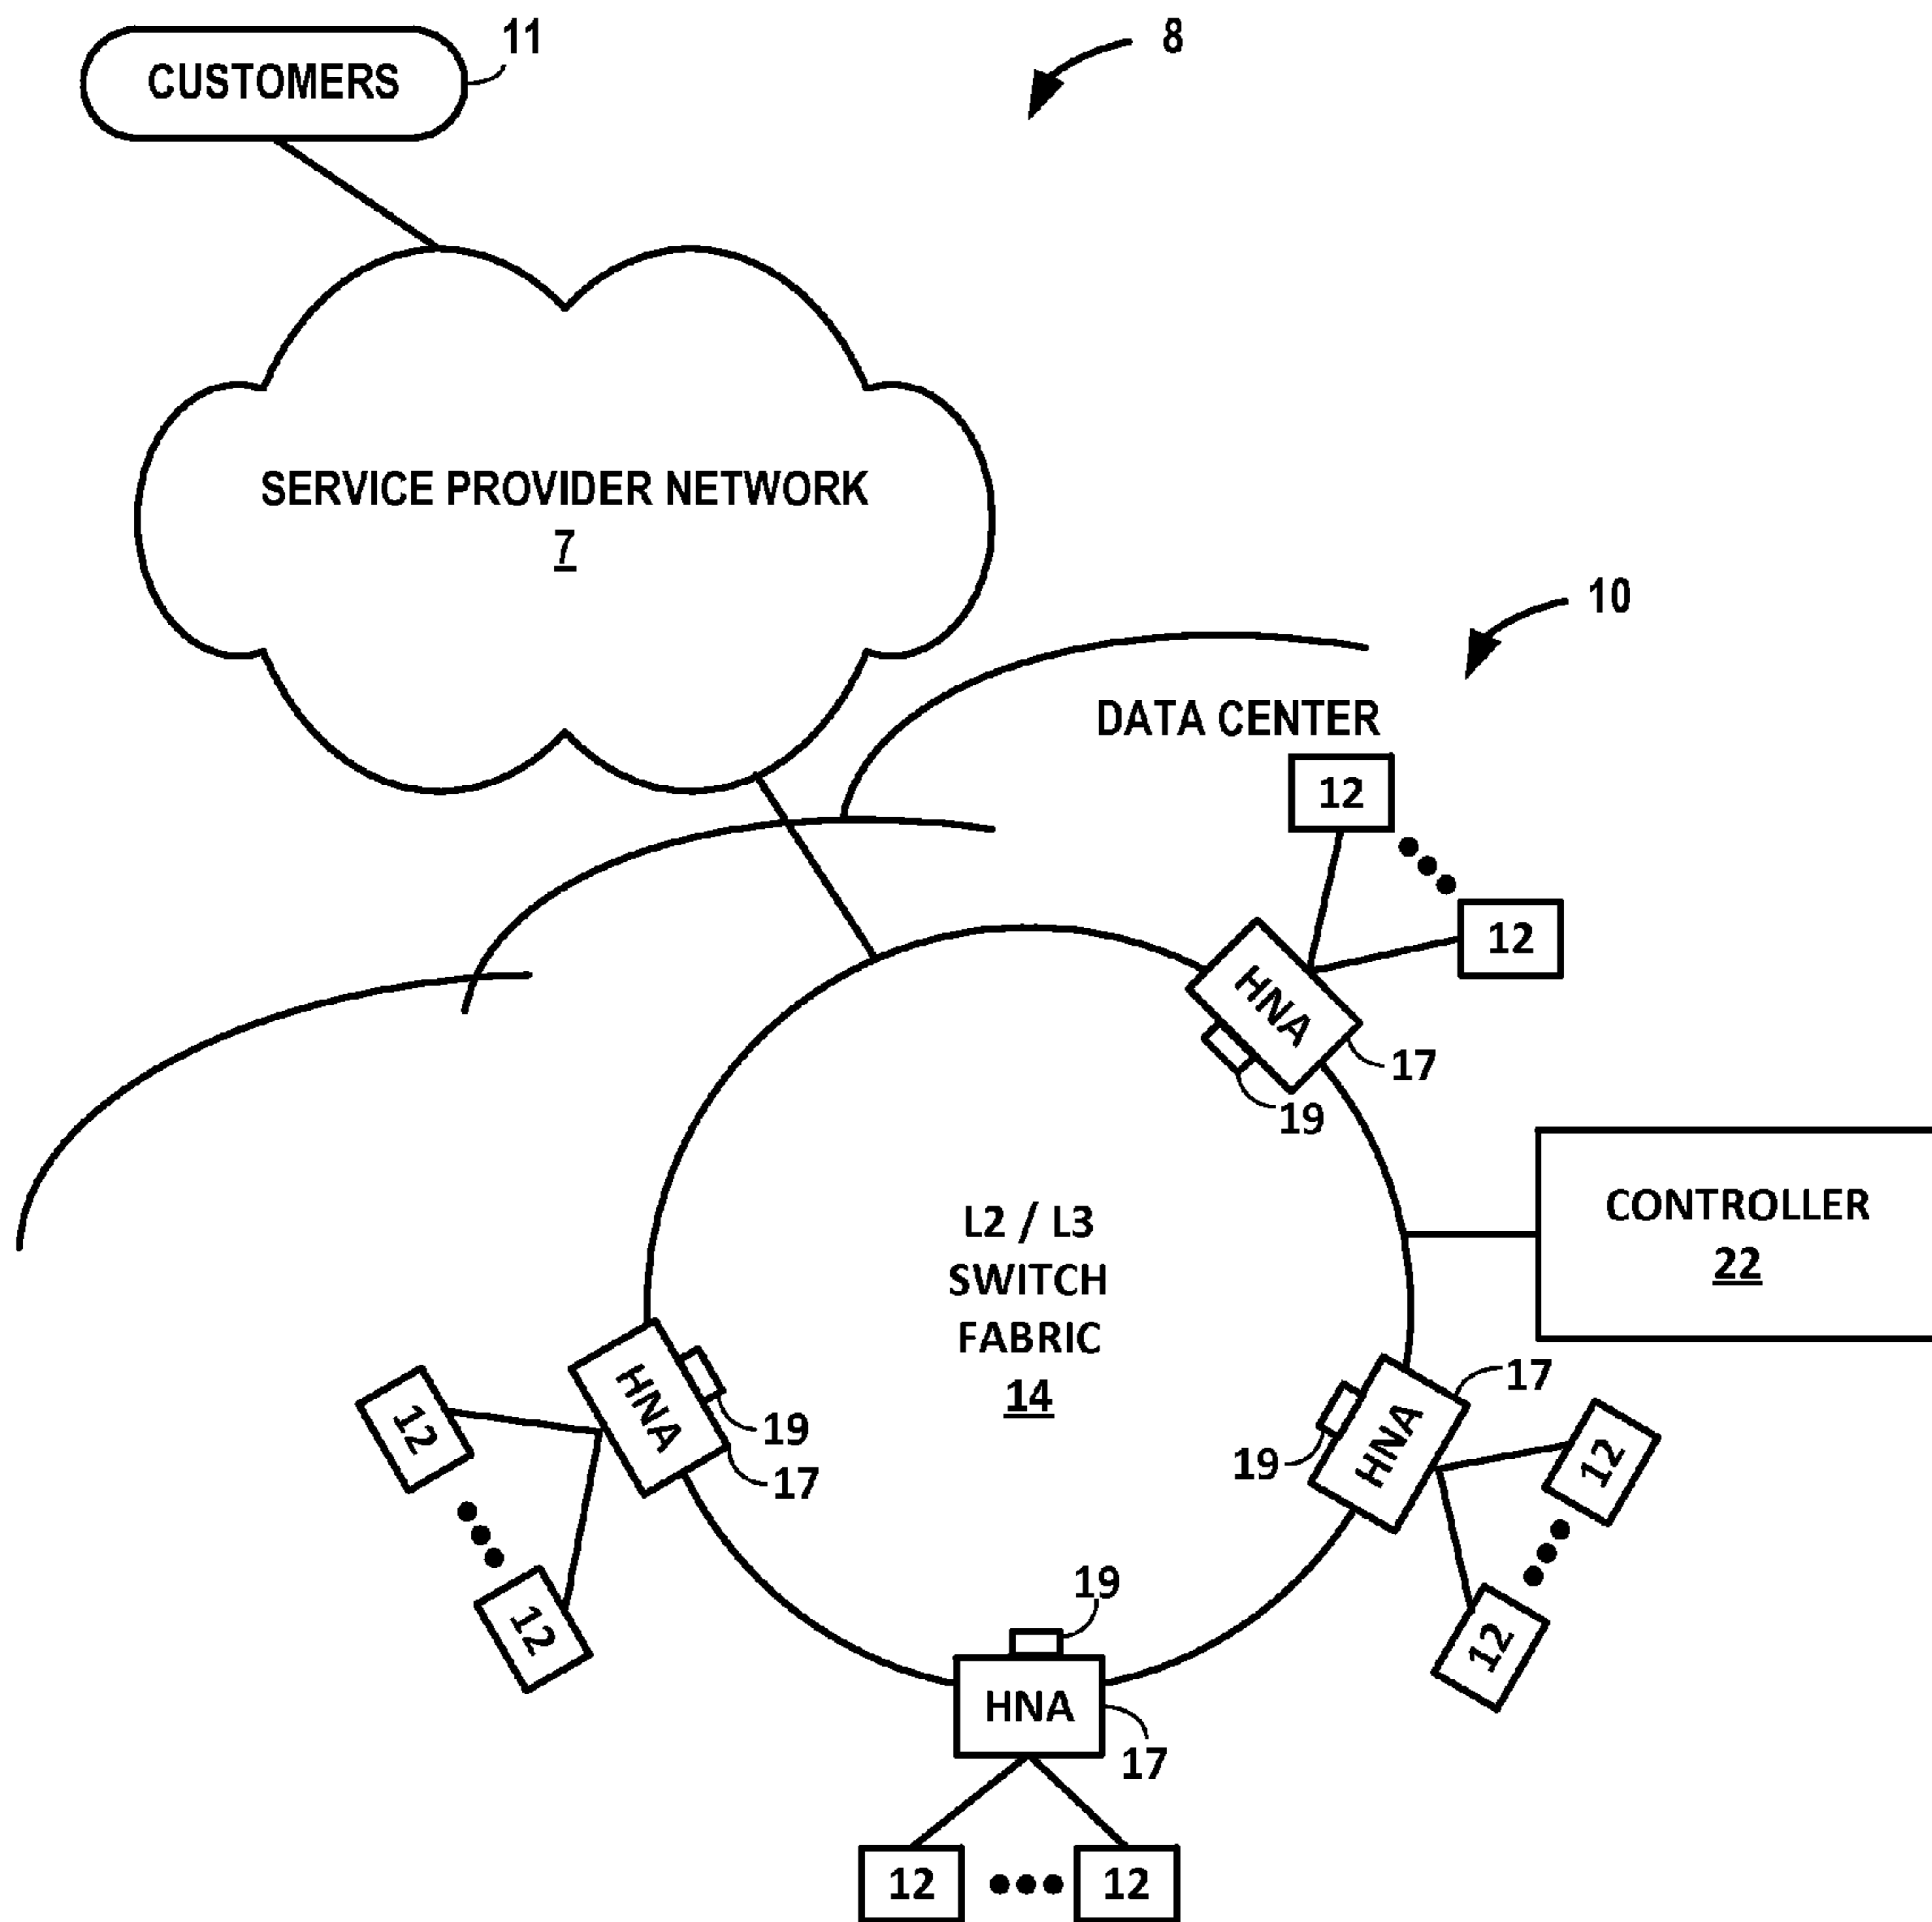 11
8
CUSTOMERS
SERVICE PROVIDER NETWORK
7
10
DATA CENTER
12
12
HNA
17
19
L2 / L3
SWITCH
FABRIC
14
CONTROLLER
22
HNA
19
17
12
12
HNA
17
19
12
12
19
HNA
17
12
12